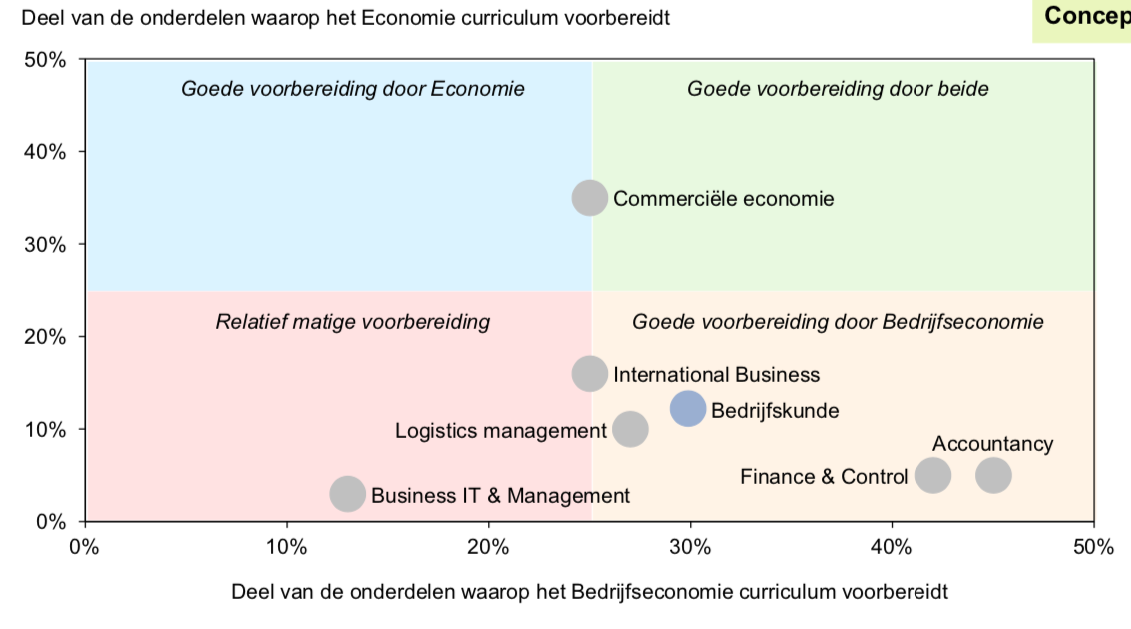 Deel van de onderdelen waarop het Economie curriculum voorbereidt
Concep
50%
Goede voorbereiding door Economie
Goede voorbereiding door beide
40%
Commerciële economie
30%
Relatief matige voorbereiding
Goede voorbereiding door Bedrijfseconomie
20%
International Business
Bedrijfskunde
10%
Logistics management
Accountancy
Finance & Control
Business IT & Management
0%
0%
10%
20%
30%
40%
50%
Deel van de onderdelen waarop het Bedrijfseconomie curriculum voorbereidt